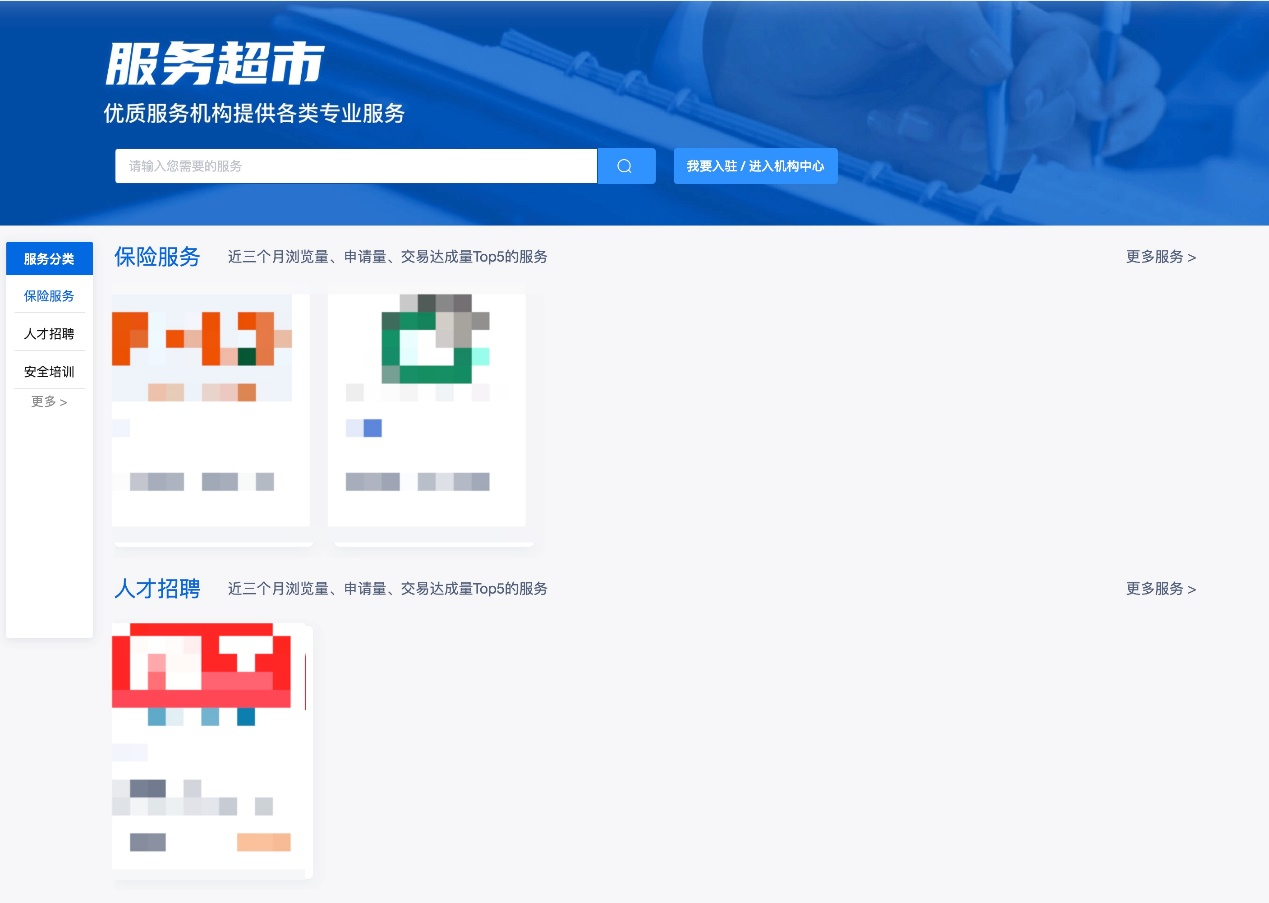 服务超市
优质服务机构提供各类专业服务
请输入您需要的服务
我要入驻 / 进入机构中心
服务分类
保险服务
人才招聘
安全培训
更多 >
保险服务 近三个月浏览量、申请量、交易达成量Top5的服务 更多服务 >
人才招聘 近三个月浏览量、申请量、交易达成量Top5的服务 更多服务 >